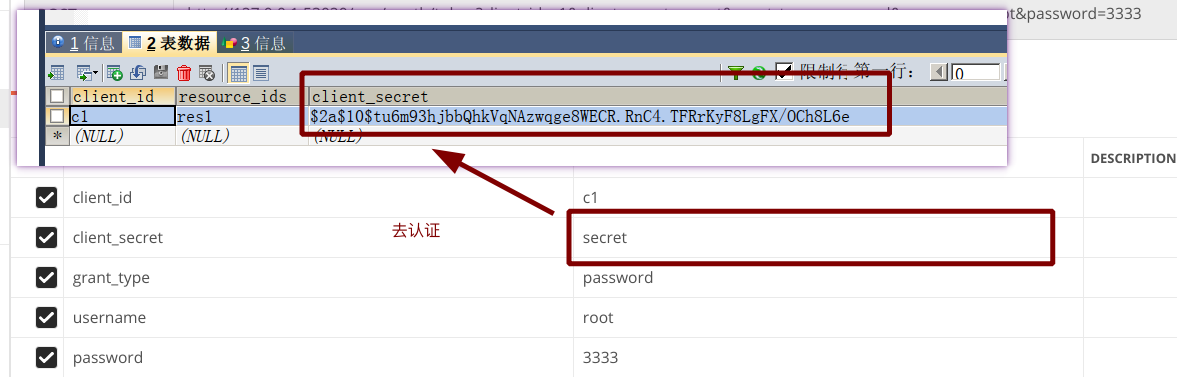 ot&password=3333
1 信息 2 表数据 3 信息
限制行 第一行: 0
client_id resource_ids client_secret
c1 res1 $2a$10$tu6m93hjbbQhkVqNAzwqge8WECR.RnC4.TFRrKyF8LgFX/OCh8L6e
* (NULL) (NULL) (NULL)
DESCRIPTION
client_id c1
去认证
client_secret secret
grant_type password
username root
password 3333